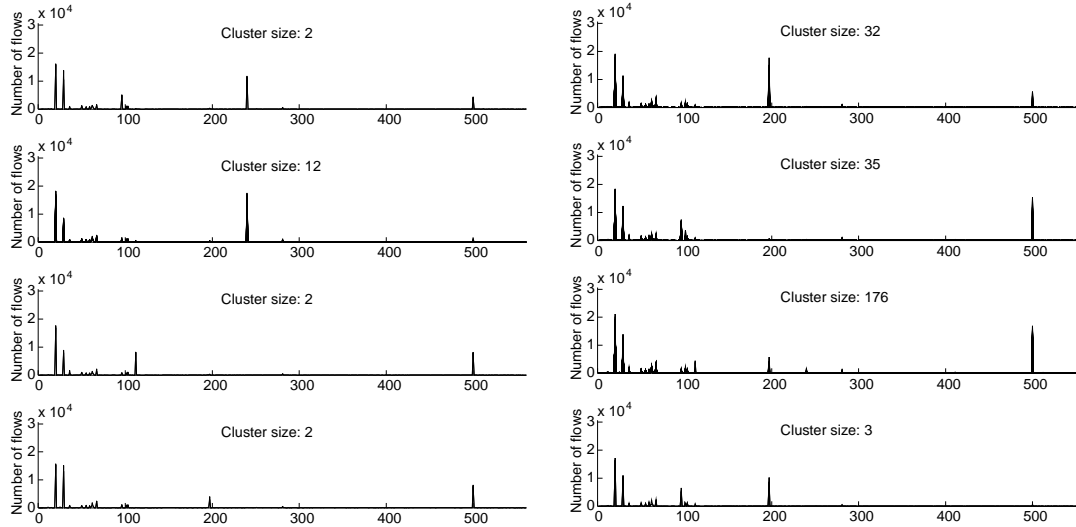 x 10^4
Number of flows
Cluster size: 2
3
2
1
0
0 100 200 300 400 500
x 10^4
Number of flows
Cluster size: 32
3
2
1
0
0 100 200 300 400 500
x 10^4
Number of flows
Cluster size: 12
3
2
1
0
0 100 200 300 400 500
x 10^4
Number of flows
Cluster size: 35
3
2
1
0
0 100 200 300 400 500
x 10^4
Number of flows
Cluster size: 2
3
2
1
0
0 100 200 300 400 500
x 10^4
Number of flows
Cluster size: 176
3
2
1
0
0 100 200 300 400 500
x 10^4
Number of flows
Cluster size: 2
3
2
1
0
0 100 200 300 400 500
x 10^4
Number of flows
Cluster size: 3
3
2
1
0
0 100 200 300 400 500